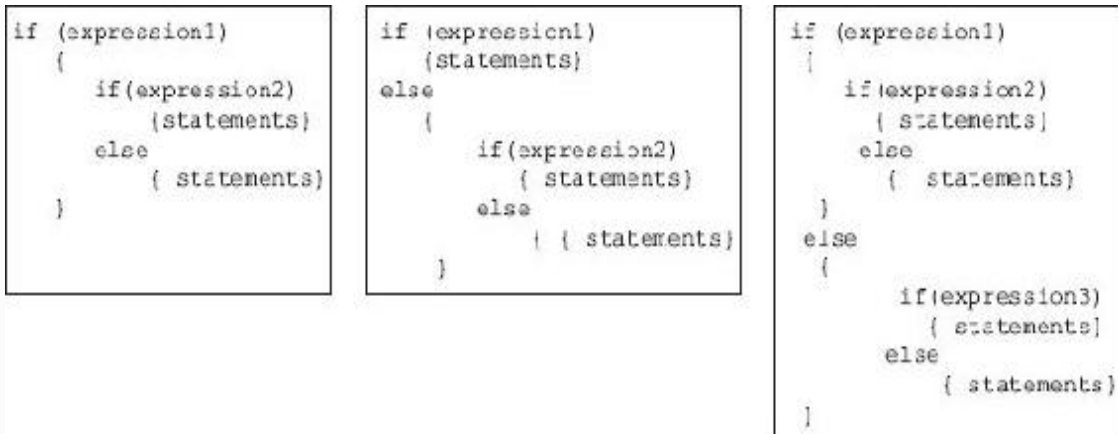 if (expression1)
{
if(expression2)
{statements}
else
{ statements}
}
if (expression1)
{statements}
else
{
if(expression2)
{ statements}
else
{ { statements}
}
if (expression1)
{
if(expression2)
{ statements}
else
{ statements}
}
else
{
if(expression3)
{ statements}
else
{ statements}
}